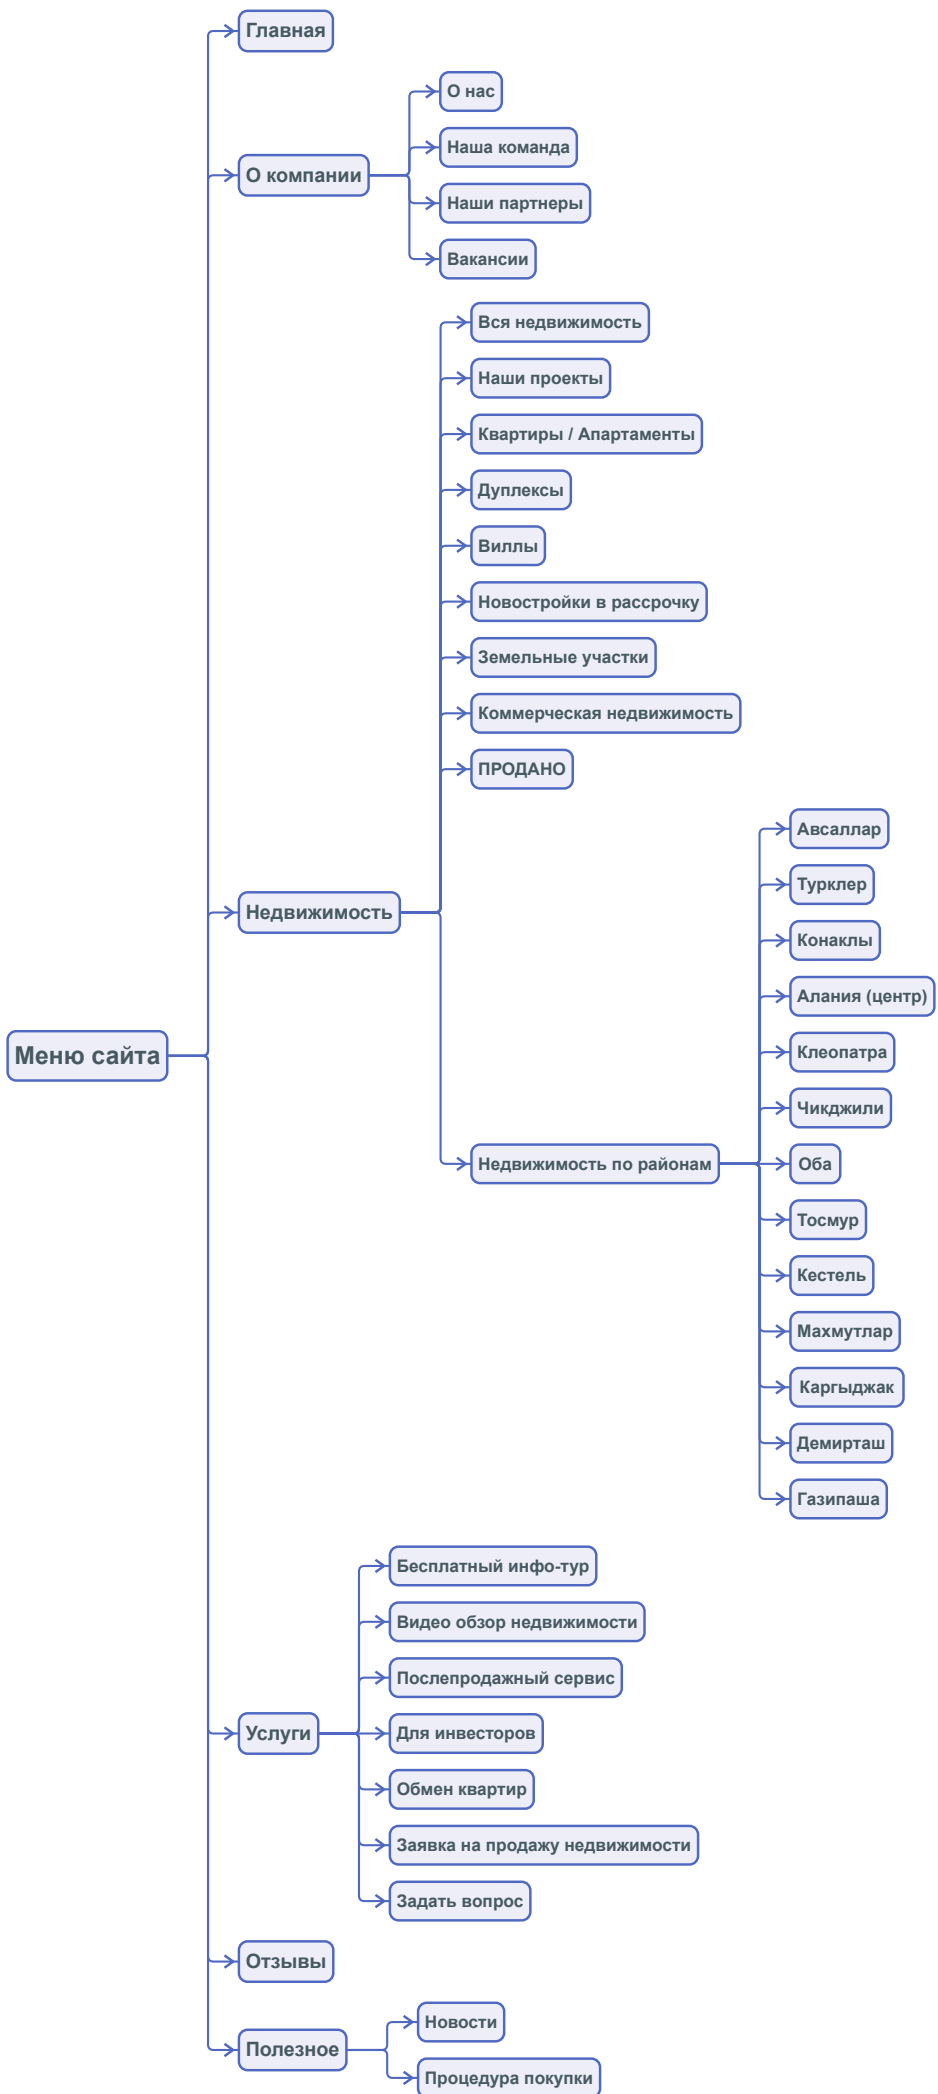 Главная
О нас
Наша команда
О компании
Наши партнеры
Вакансии
Вся недвижимость
Наши проекты
Квартиры / Апартаменты
Дуплексы
Виллы
Новостройки в рассрочку
Земельные участки
Коммерческая недвижимость
ПРОДАНО
Авсаллар
Турклер
Недвижимость
Конаклы
Алания (центр)
Меню сайта
Клеопатра
Чикджили
Недвижимость по районам
Оба
Тосмур
Кестель
Махмутлар
Каргыджак
Демирташ
Газипаша
Бесплатный инфо-тур
Видео обзор недвижимости
Послепродажный сервис
Услуги
Для инвесторов
Обмен квартир
Заявка на продажу недвижимости
Задать вопрос
Отзывы
Новости
Полезное
Процедура покупки